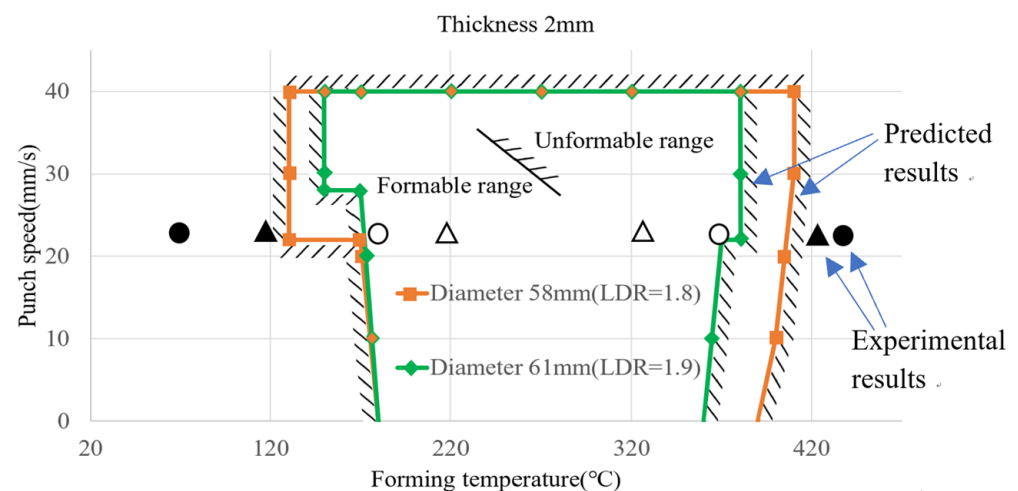 Thickness 2mm
40
30
20
10
0
Punch speed(mm/s)
Unformable range
Formable range
Predicted
results
Diameter 58mm(LDR=1.8)
Diameter 61mm(LDR=1.9)
Experimental
results
20
120
220
320
420
Forming temperature(℃)